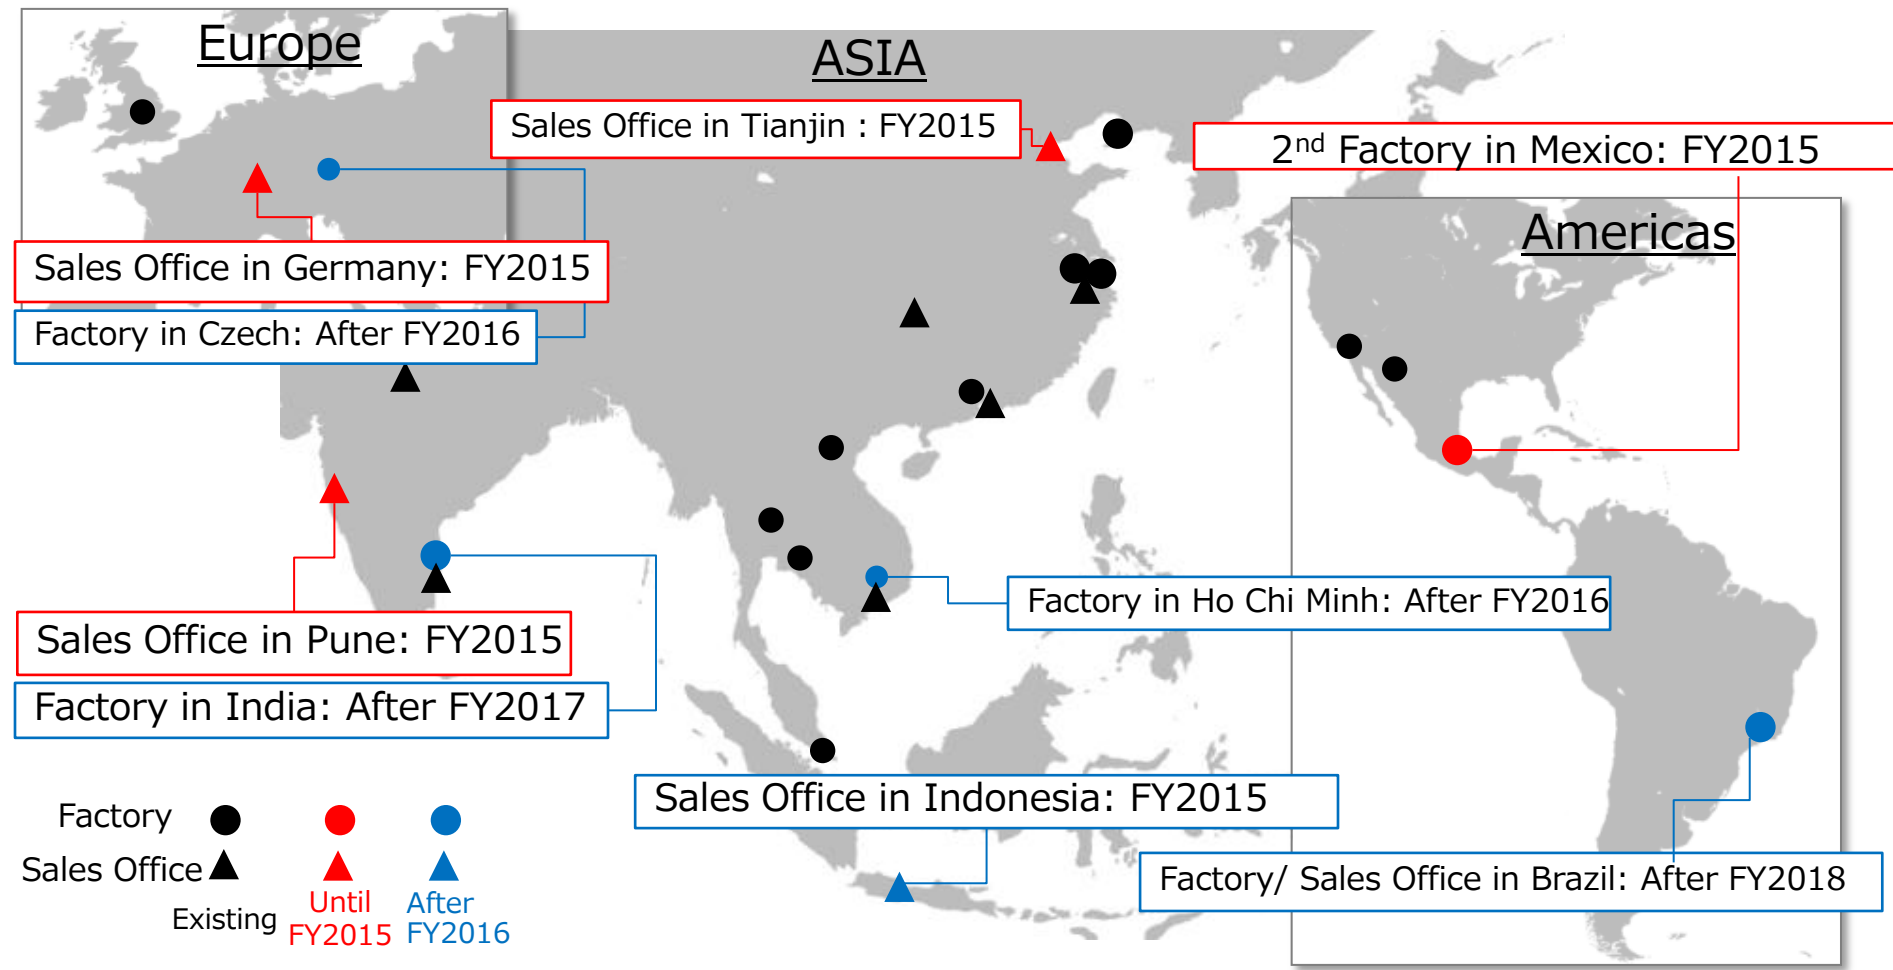 Europe
ASIA
Sales Office in Tianjin : FY2015
2nd Factory in Mexico: FY2015
Americas
Sales Office in Germany: FY2015
Factory in Czech: After FY2016
Factory in Ho Chi Minh: After FY2016
Sales Office in Pune: FY2015
Factory in India: After FY2017
Sales Office in Indonesia: FY2015
Factory/ Sales Office in Brazil: After FY2018
Factory
Sales Office
Existing
Until
FY2015
After
FY2016